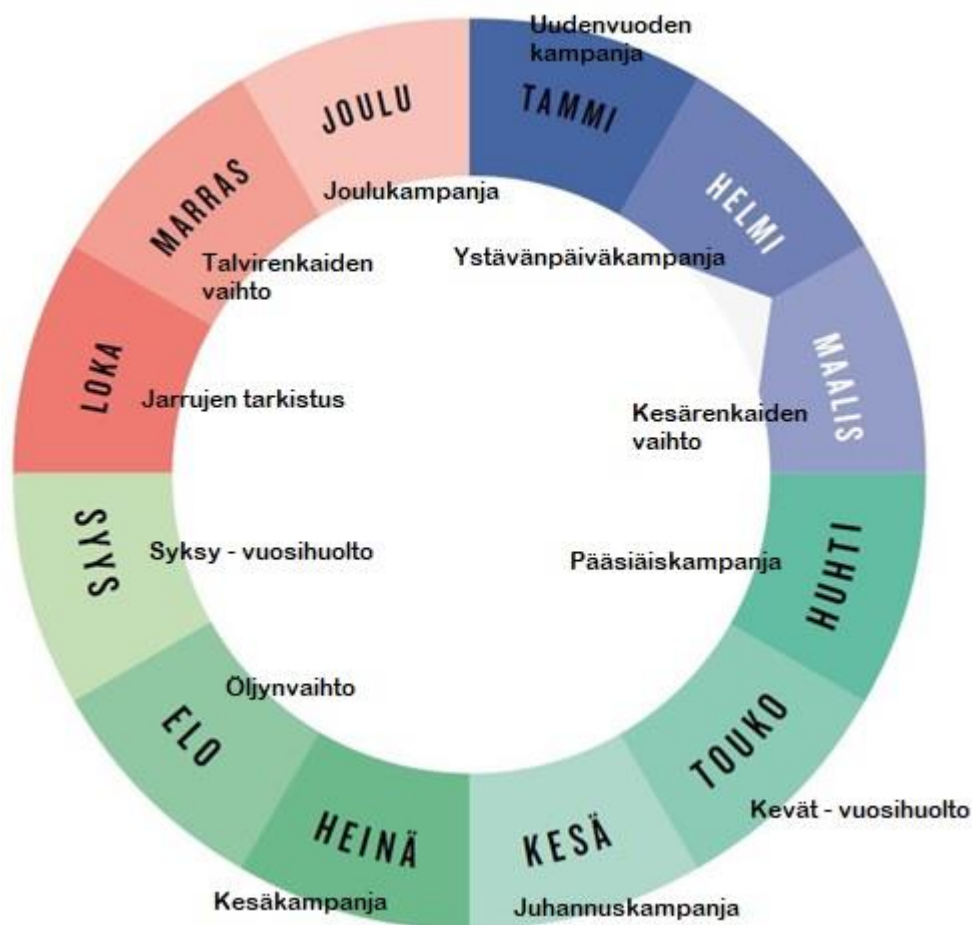 Uudenvuoden
kampanja
TAMMI
HELMI
Ystävänpäiväkampanja
MAALIS
Kesärenkaiden
vaihto
HUHTI
Pääsiäiskampanja
TOUKO
Kevät - vuosihuolto
KESÄ
Juhannuskampanja
HEINÄ
Kesäkampanja
ELO
Öljynvaihto
SYYS
Syksy - vuosihuolto
LOKA
Jarrujen tarkistus
MARRAS
Talvirenkaiden
vaihto
JOULU
Joulukampanja